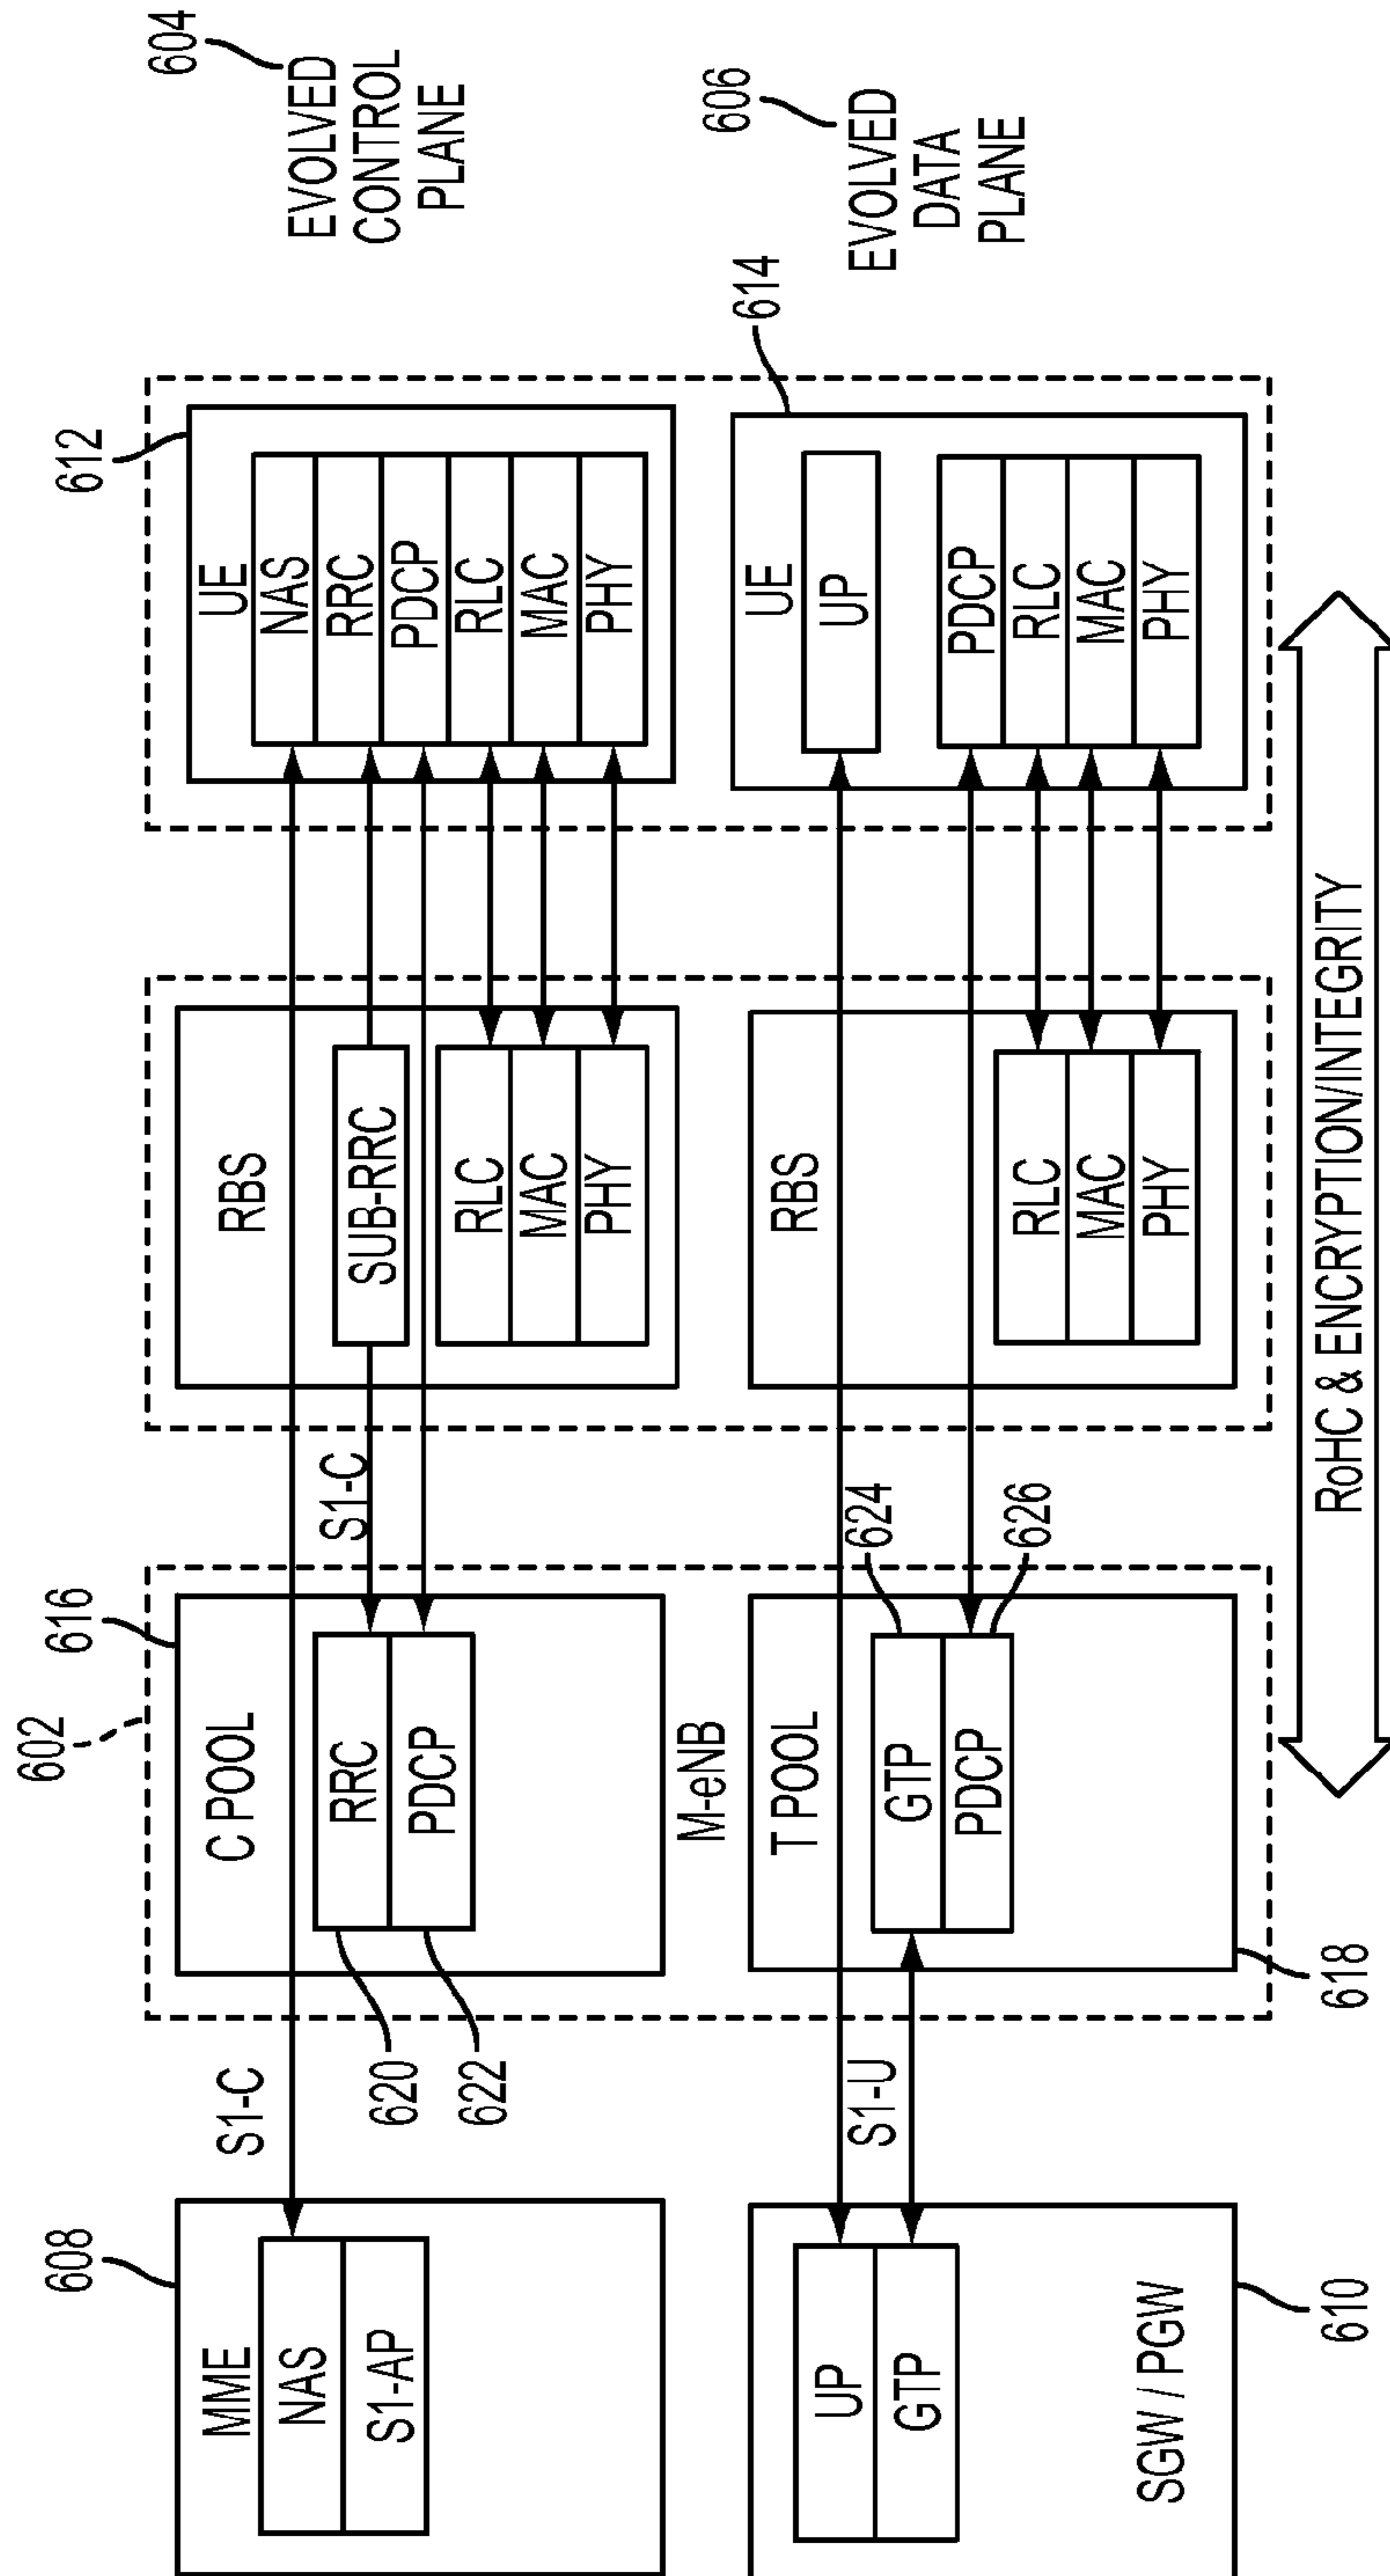 602
608
MME
NAS
S1-AP
S1-C
616
C POOL
RRC
PDCP
620
622
S1-C
RBS
SUB-RRC
RLC
MAC
PHY
612
UE
NAS
RRC
PDCP
RLC
MAC
PHY
604
EVOLVED
CONTROL
PLANE
M-eNB
UP
GTP
SGW / PGW
610
S1-U
T POOL
GTP
PDCP
624
626
618
RBS
RLC
MAC
PHY
614
UE
UP
PDCP
RLC
MAC
PHY
606
EVOLVED
DATA
PLANE
RoHC & ENCRYPTION/INTEGRITY